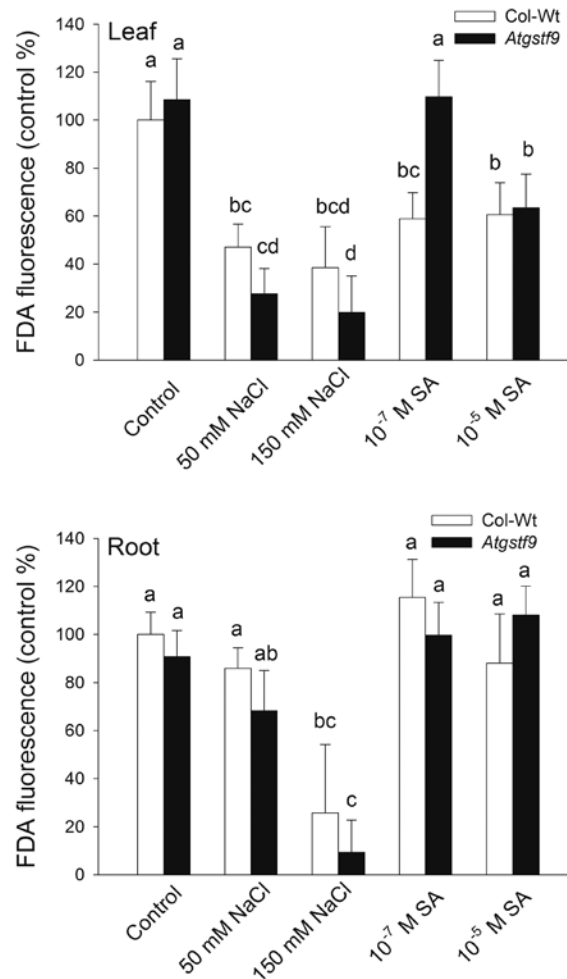 Leaf
Col-Wt
Atgstf9
FDA fluorescence (control %)
140
120
100
80
60
40
20
0
a
a
bc
cd
bcd
d
bc
a
b
b
Control
50 mM NaCl
150 mM NaCl
10⁻⁷ M SA
10⁻⁵ M SA
Root
Col-Wt
Atgstf9
FDA fluorescence (control %)
140
120
100
80
60
40
20
0
a
a
a
ab
bc
c
a
a
a
a
Control
50 mM NaCl
150 mM NaCl
10⁻⁷ M SA
10⁻⁵ M SA